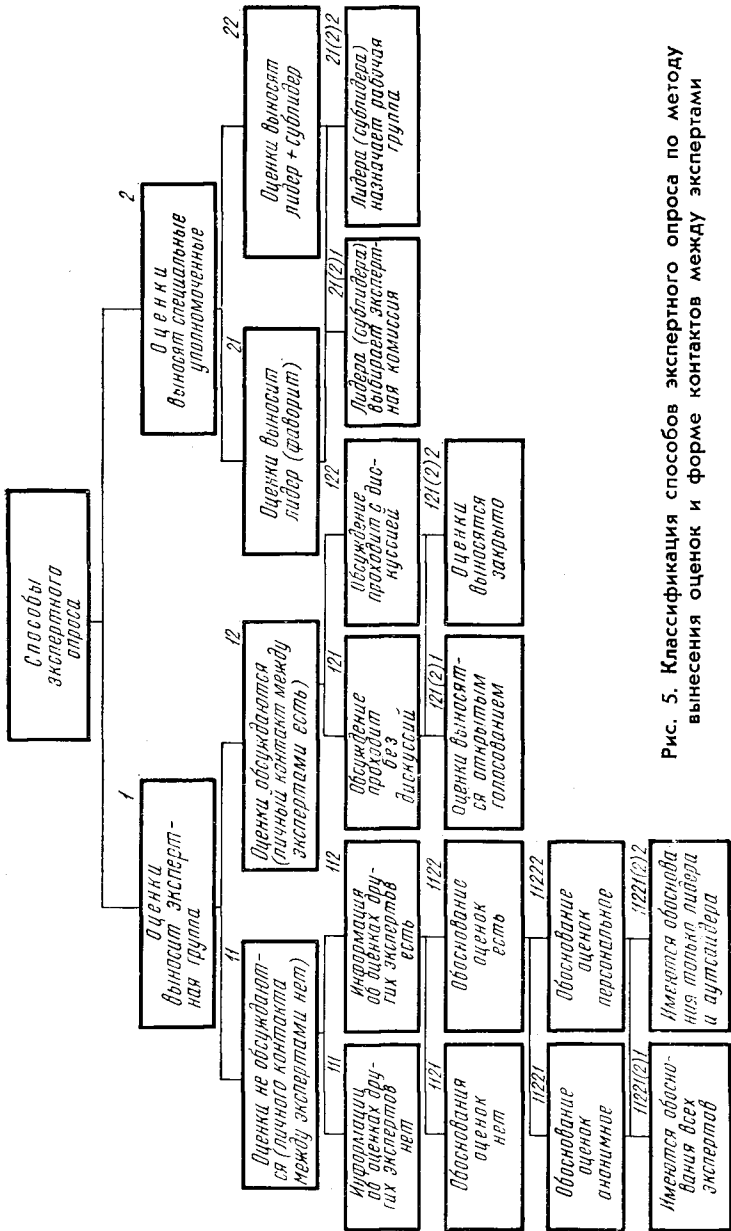 Способы
экспертного
опроса
1
Оценки
выносит эксперт-
ная группа
2
Оценки
выносят специальные
уполномоченные
11
Оценки не обсуждают-
ся (личного контакта
между экспертами нет)
12
Оценки обсуждаются
(личный контакт между
экспертами есть)
21
Оценки выносит
лидер (фаворит)
22
Оценки выносят
лидер + сублидер
111
Информации
об оценках дру-
гих экспертов
нет
112
Информация
об оценках дру-
гих экспертов
есть
121
Обсуждение
проходит
без
дискуссий
122
Обсуждение
проходит с дис-
куссией
21(2)1
Лидера (сублидера)
выбирает эксперт-
ная комиссия
21(2)2
Лидера (сублидера)
назначает рабочая
группа
1121
Обоснования
оценок
нет
1122
Обоснование
оценок
есть
121(2)1
Оценки выносят-
ся открытым
голосованием
121(2)2
Оценки
выносятся
закрыто
11221
Обоснование
оценок
анонимное
11222
Обоснование
оценок
персональное
11221(2)1
Имеются обосно-
вания всех
экспертов
11221(2)2
Имеются обоснова
ния только лидера
и аутсайдера
Рис. 5. Классификация способов экспертного опроса по методу
вынесения оценок и форме контактов между экспертами